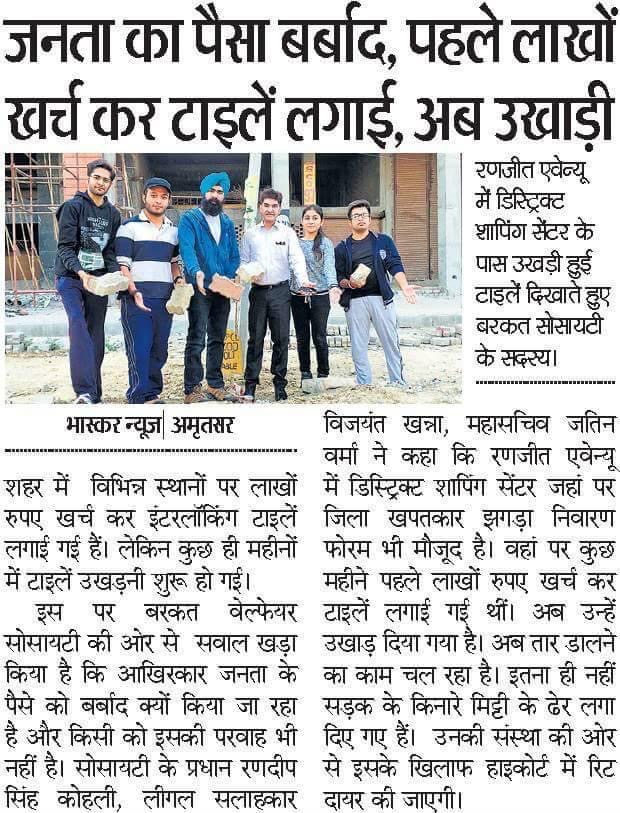 जनता का पैसा बर्बाद, पहले लाखों
खर्च कर टाइलें लगाई, अब उखाड़ी
रणजीत एवेन्यू
में डिस्ट्रिक्ट
शापिंग सेंटर के
पास उखड़ी हुई
टाइलें दिखाते हुए
बरकत सोसायटी
के सदस्य।
भास्कर न्यूज | अमृतसर
शहर में विभिन्न स्थानों पर लाखों
रुपए खर्च कर इंटरलॉकिंग टाइलें
लगाई गई हैं। लेकिन कुछ ही महीनों
में टाइलें उखड़नी शुरू हो गई।
इस पर बरकत वेल्फेयर
सोसायटी की ओर से सवाल खड़ा
किया है कि आखिरकार जनता के
पैसे को बर्बाद क्यों किया जा रहा
है और किसी को इसकी परवाह भी
नहीं है। सोसायटी के प्रधान रणदीप
सिंह कोहली, लीगल सलाहकार
विजयंत खन्ना, महासचिव जतिन
वर्मा ने कहा कि रणजीत एवेन्यू
में डिस्ट्रिक्ट शापिंग सेंटर जहां पर
जिला खपतकार झगड़ा निवारण
फोरम भी मौजूद है। वहां पर कुछ
महीने पहले लाखों रुपए खर्च कर
टाइलें लगाई गई थीं। अब उन्हें
उखाड़ दिया गया है। अब तार डालने
का काम चल रहा है। इतना ही नहीं
सड़क के किनारे मिट्टी के ढेर लगा
दिए गए हैं। उनकी संस्था की ओर
से इसके खिलाफ हाइकोर्ट में रिट
दायर की जाएगी।